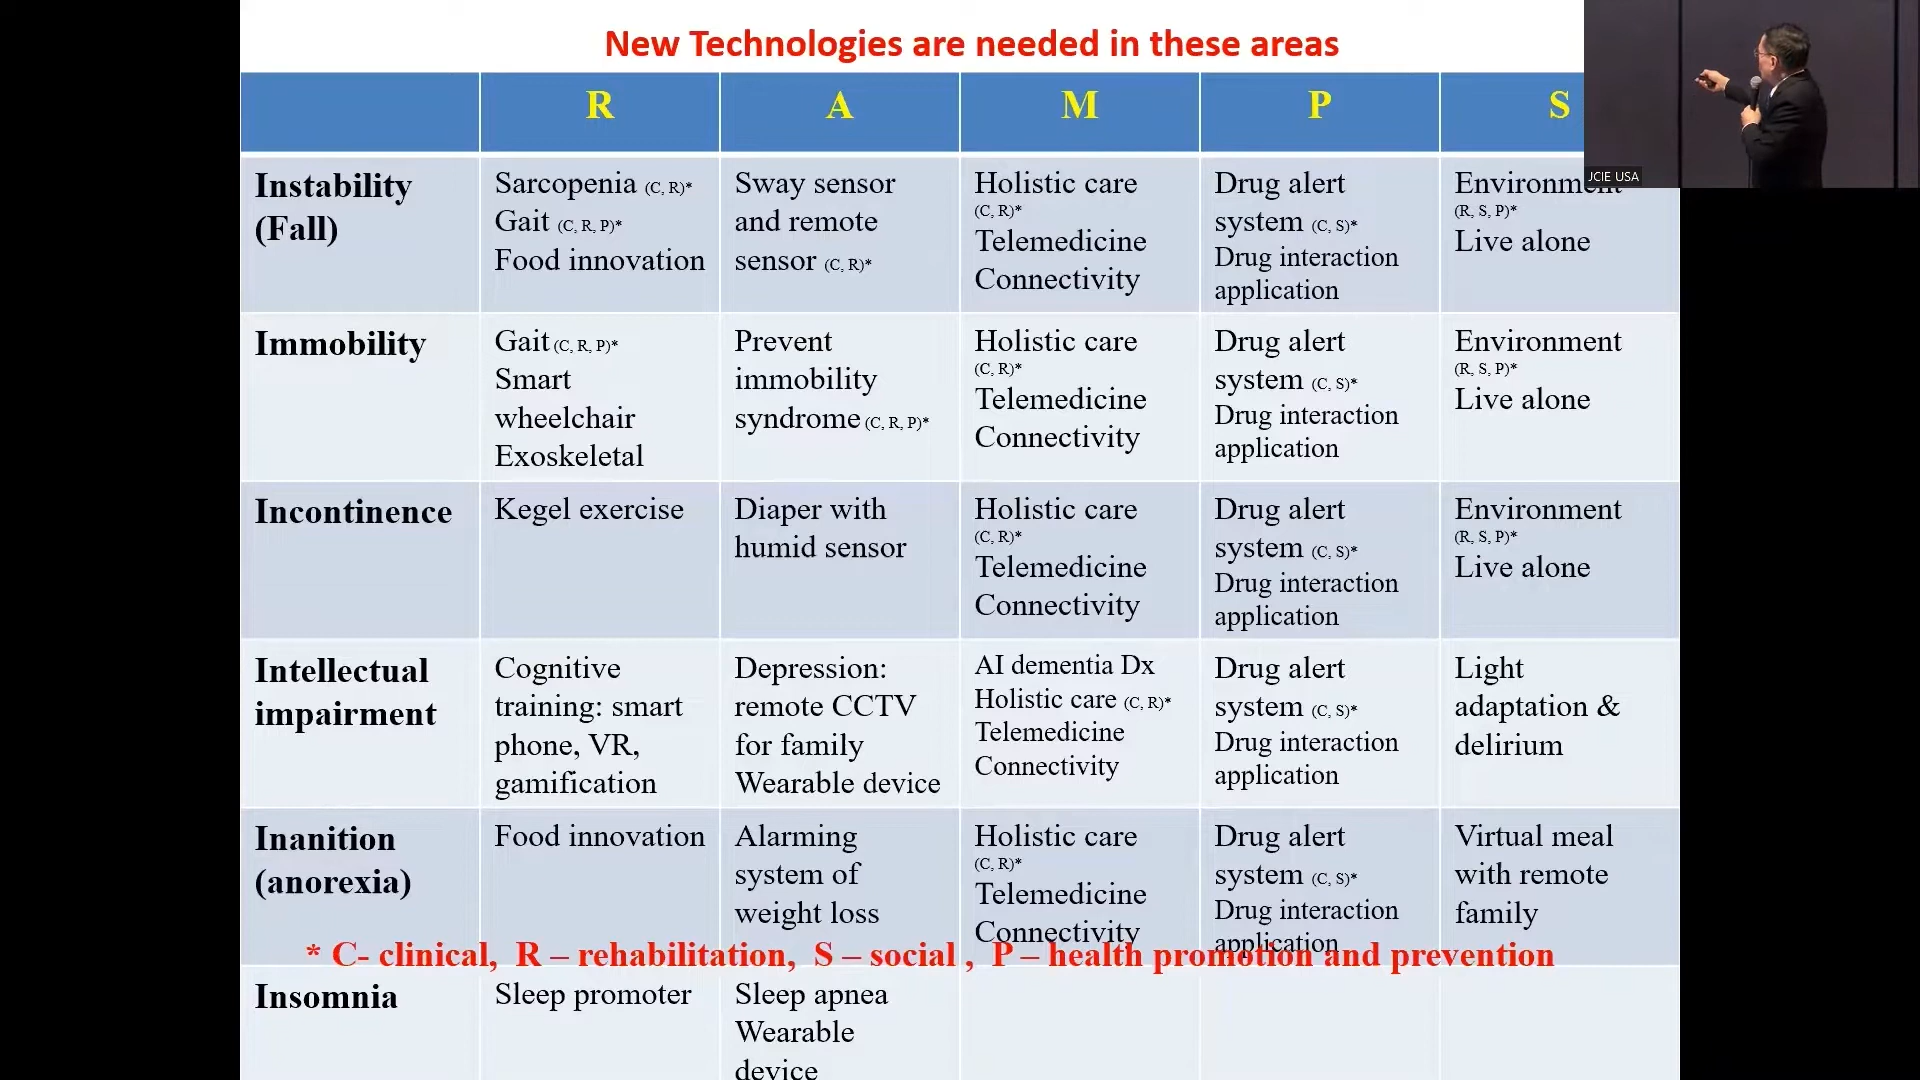 New Technologies are needed in these areas
R A M P S
JCIE USA
Instability
(Fall)
Sarcopenia (C, R)*
Gait (C, R, P)*
Food innovation
Sway sensor
and remote
sensor (C, R)*
Holistic care
(C, R)*
Telemedicine
Connectivity
Drug alert
system (C, S)*
Drug interaction
application
Environment
(R, S, P)*
Live alone
Immobility
Gait (C, R, P)*
Smart
wheelchair
Exoskeletal
Prevent
immobility
syndrome (C, R, P)*
Holistic care
(C, R)*
Telemedicine
Connectivity
Drug alert
system (C, S)*
Drug interaction
application
Environment
(R, S, P)*
Live alone
Incontinence
Kegel exercise
Diaper with
humid sensor
Holistic care
(C, R)*
Telemedicine
Connectivity
Drug alert
system (C, S)*
Drug interaction
application
Environment
(R, S, P)*
Live alone
Intellectual
impairment
Cognitive
training: smart
phone, VR,
gamification
Depression:
remote CCTV
for family
Wearable device
AI dementia Dx
Holistic care (C, R)*
Telemedicine
Connectivity
Drug alert
system (C, S)*
Drug interaction
application
Light
adaptation &
delirium
Inanition
(anorexia)
Food innovation
Alarming
system of
weight loss
Holistic care
(C, R)*
Telemedicine
Connectivity
Drug alert
system (C, S)*
Drug interaction
application
Virtual meal
with remote
family
* C- clinical, R – rehabilitation, S – social , P – health promotion and prevention
Insomnia
Sleep promoter
Sleep apnea
Wearable
device